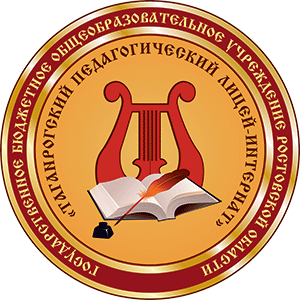 ГОСУДАРСТВЕННОЕ БЮДЖЕТНОЕ ОБЩЕОБРАЗОВАТЕЛЬНОЕ УЧРЕЖДЕНИЕ РОСТОВСКОЙ ОБЛАСТИ
«ТАГАНРОГСКИЙ ПЕДАГОГИЧЕСКИЙ ЛИЦЕЙ-ИНТЕРНАТ»